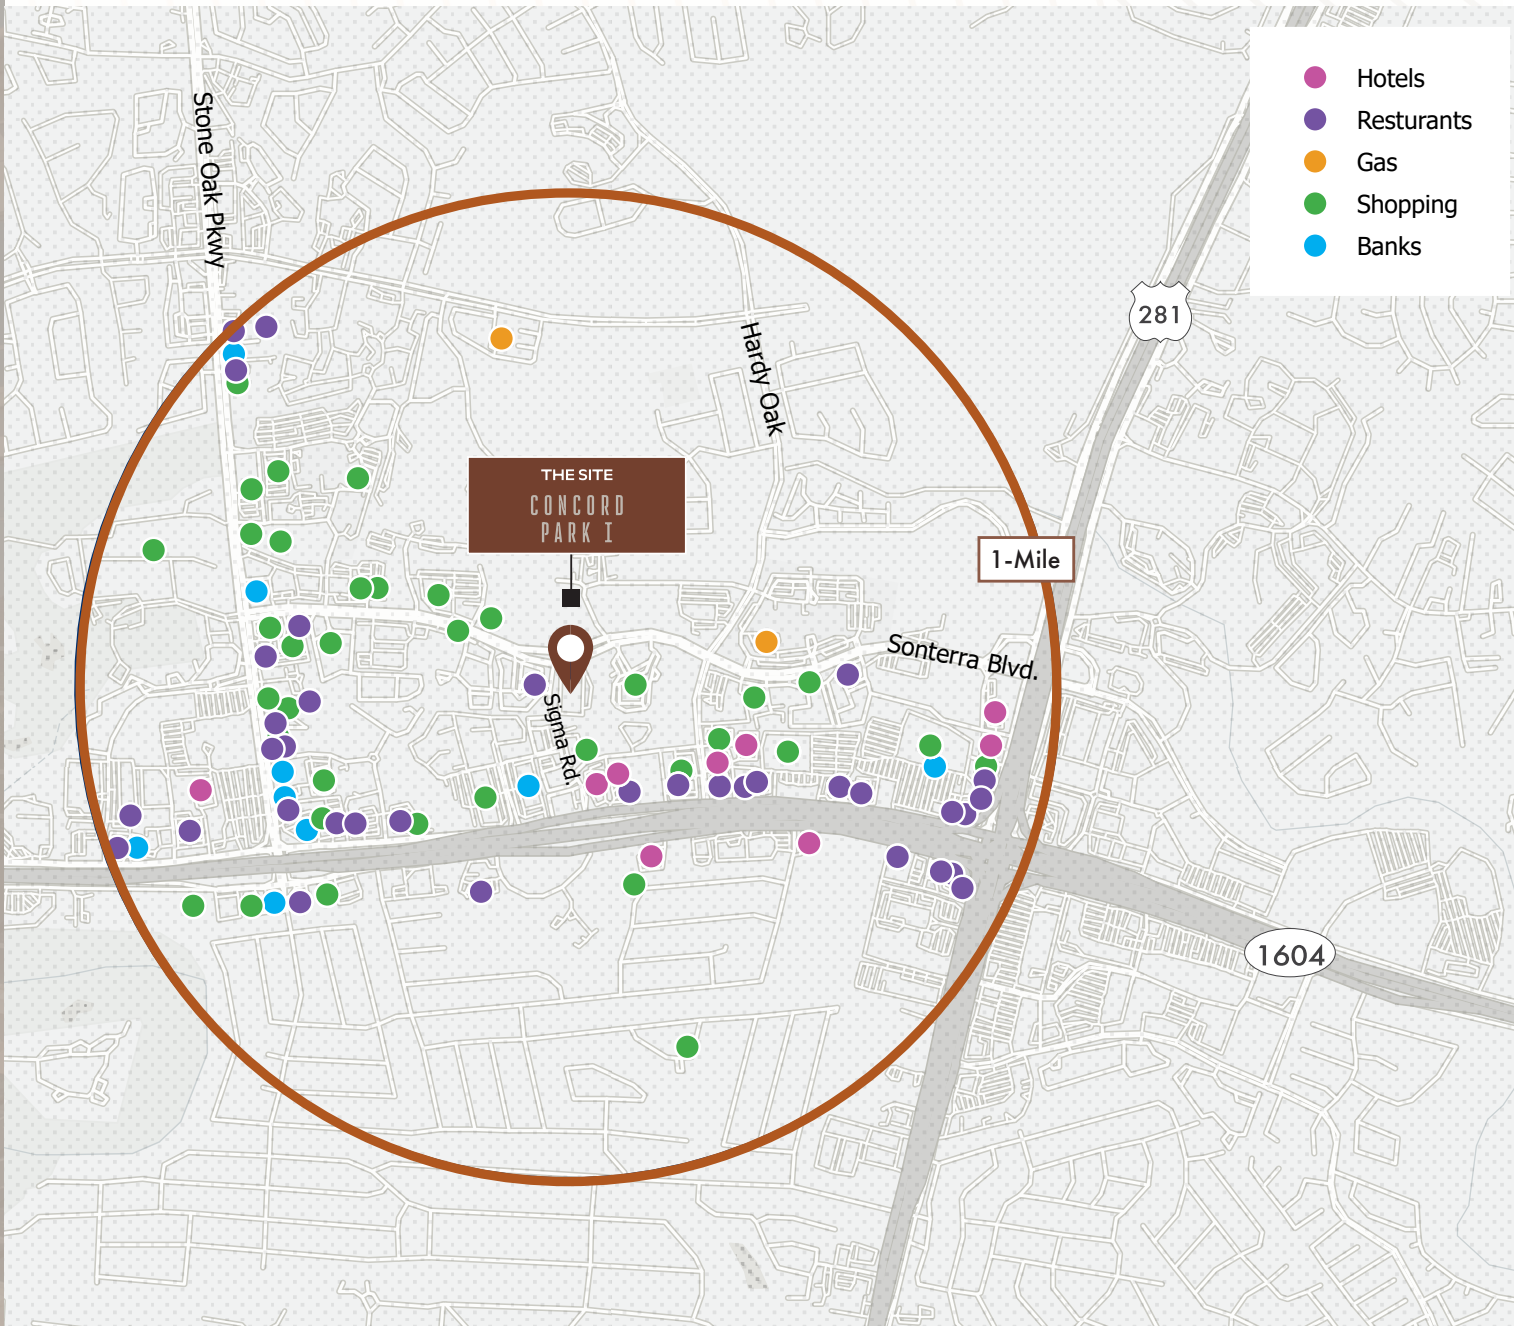 Hotels
Resturants
Gas
Shopping
Banks
Stone Oak Pkwy
281
Hardy Oak
THE SITE
CONCORD
PARK I
1-Mile
Sonterra Blvd.
Sigma Rd.
1604